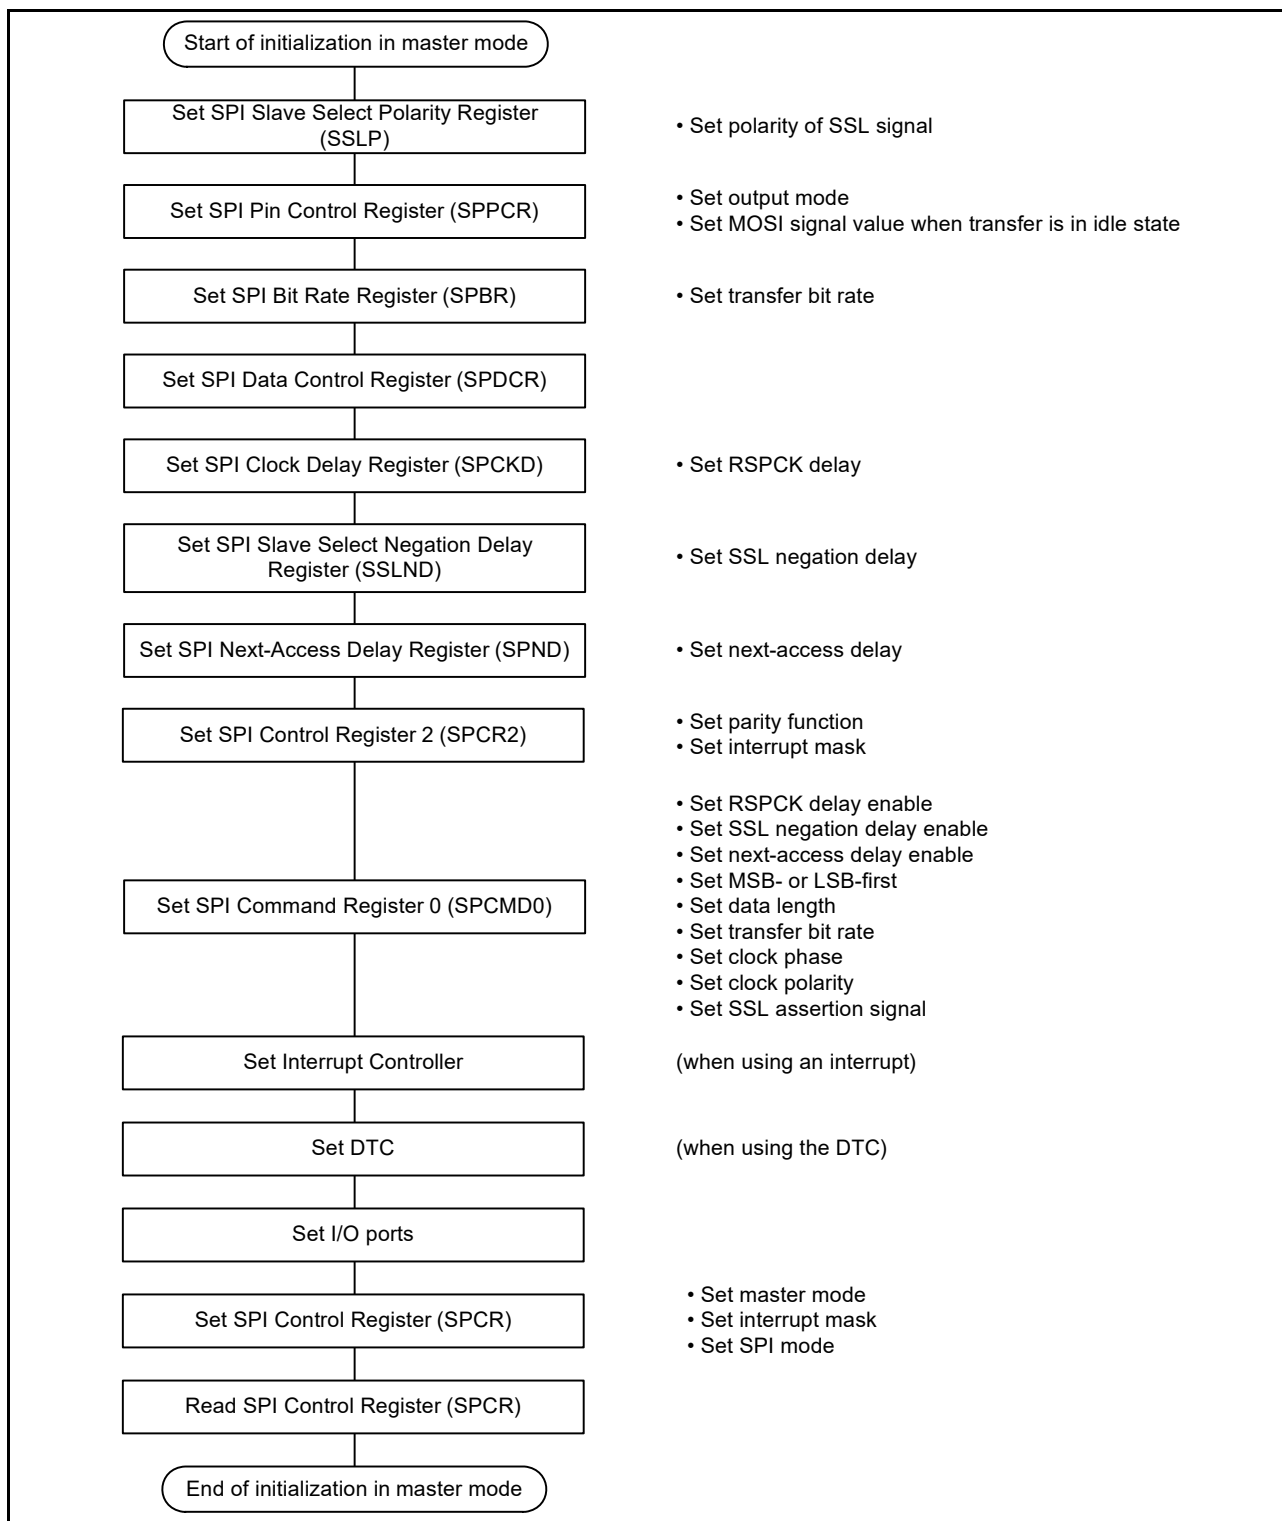 Start of initialization in master mode
Set SPI Slave Select Polarity Register
(SSLP)
• Set polarity of SSL signal
Set SPI Pin Control Register (SPPCR)
• Set output mode
• Set MOSI signal value when transfer is in idle state
Set SPI Bit Rate Register (SPBR)
• Set transfer bit rate
Set SPI Data Control Register (SPDCR)
Set SPI Clock Delay Register (SPCKD)
• Set RSPCK delay
Set SPI Slave Select Negation Delay
Register (SSLND)
• Set SSL negation delay
Set SPI Next-Access Delay Register (SPND)
• Set next-access delay
Set SPI Control Register 2 (SPCR2)
• Set parity function
• Set interrupt mask
Set SPI Command Register 0 (SPCMD0)
• Set RSPCK delay enable
• Set SSL negation delay enable
• Set next-access delay enable
• Set MSB- or LSB-first
• Set data length
• Set transfer bit rate
• Set clock phase
• Set clock polarity
• Set SSL assertion signal
Set Interrupt Controller
(when using an interrupt)
Set DTC
(when using the DTC)
Set I/O ports
Set SPI Control Register (SPCR)
• Set master mode
• Set interrupt mask
• Set SPI mode
Read SPI Control Register (SPCR)
End of initialization in master mode